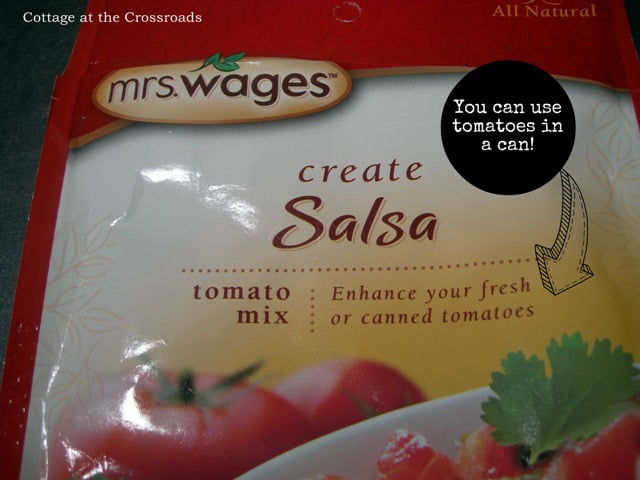 Cottage at the Crossroads
All Natural
mrs. wages™
You can use
tomatoes in
a can!
create
Salsa
tomato
mix
Enhance your fresh
or canned tomatoes